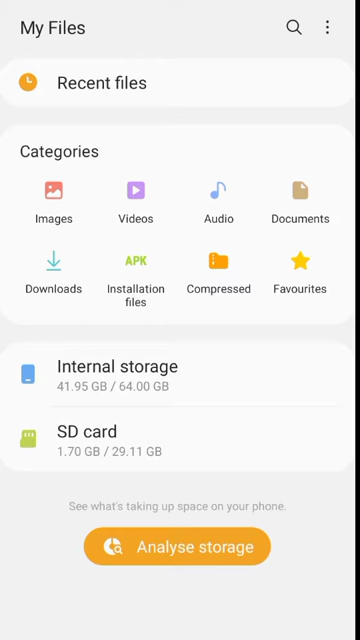 My Files
Recent files
Categories
Images
Videos
Audio
Documents
APK
Downloads
Installation
files
Compressed
Favourites
Internal storage
41.95 GB / 64.00 GB
SD card
1.70 GB / 29.11 GB
See what's taking up space on your phone.
Analyse storage